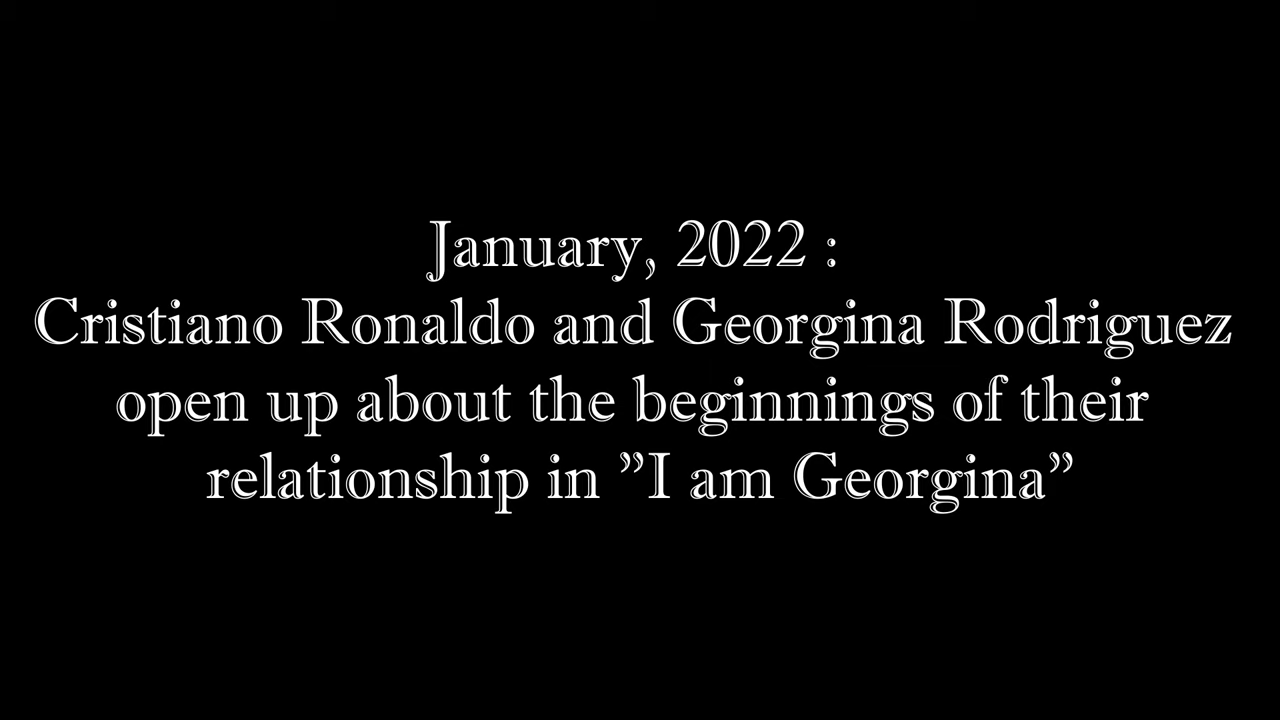 January, 2022 :
Cristiano Ronaldo and Georgina Rodriguez
open up about the beginnings of their
relationship in ”I am Georgina”